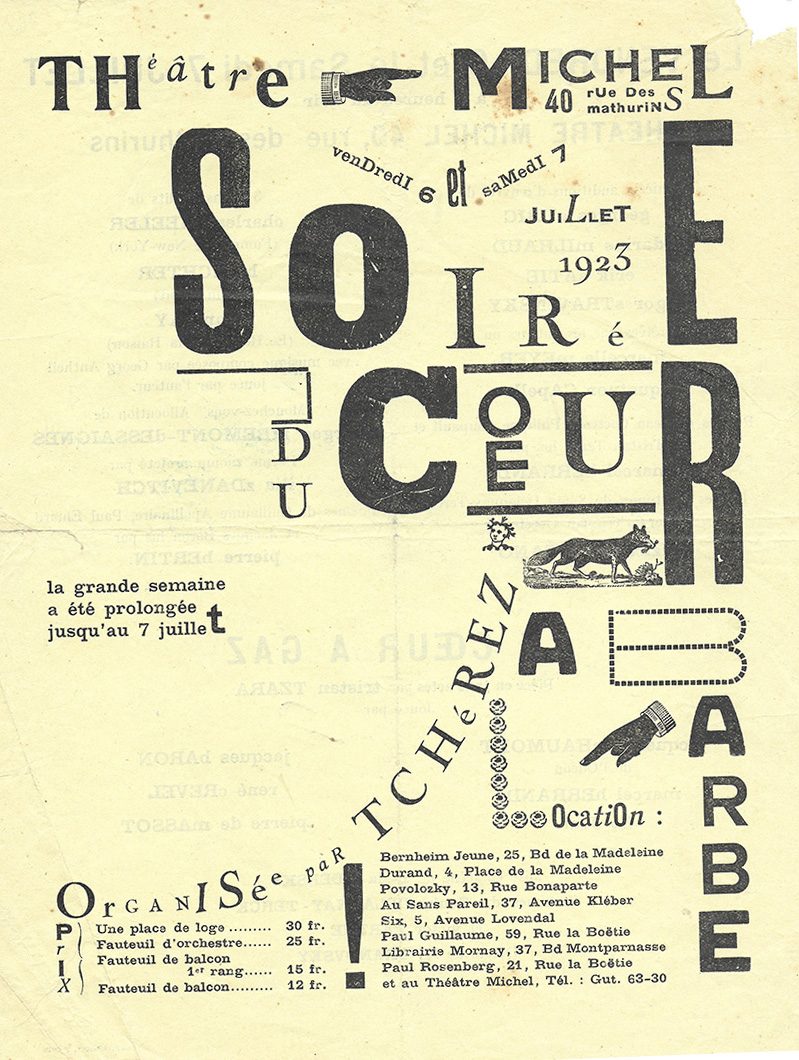 THéâtre MICHEL
40 rUe Des
mathuriNS
venDredI 6 et saMedI 7
JUiLLET
1923
SOIRéE
DU CŒUR
A BARBE
la grande semaine
a été prolongée
jusqu'au 7 juillet
OrGANISée pAR TCHéREZ !
PrIX
Une place de loge ......... 30 fr.
Fauteuil d'orchestre...... 25 fr.
Fauteuil de balcon
1er rang...... 15 fr.
Fauteuil de balcon......... 12 fr.
LOcatiOn :
Bernheim Jeune, 25, Bd de la Madeleine
Durand, 4, Place de la Madeleine
Povolozky, 13, Rue Bonaparte
Au Sans Pareil, 37, Avenue Kléber
Six, 5, Avenue Lovendal
Paul Guillaume, 59, Rue la Boëtie
Librairie Mornay, 37, Bd Montparnasse
Paul Rosenberg, 21, Rue la Boëtie
et au Théâtre Michel, Tél. : Gut. 63-30